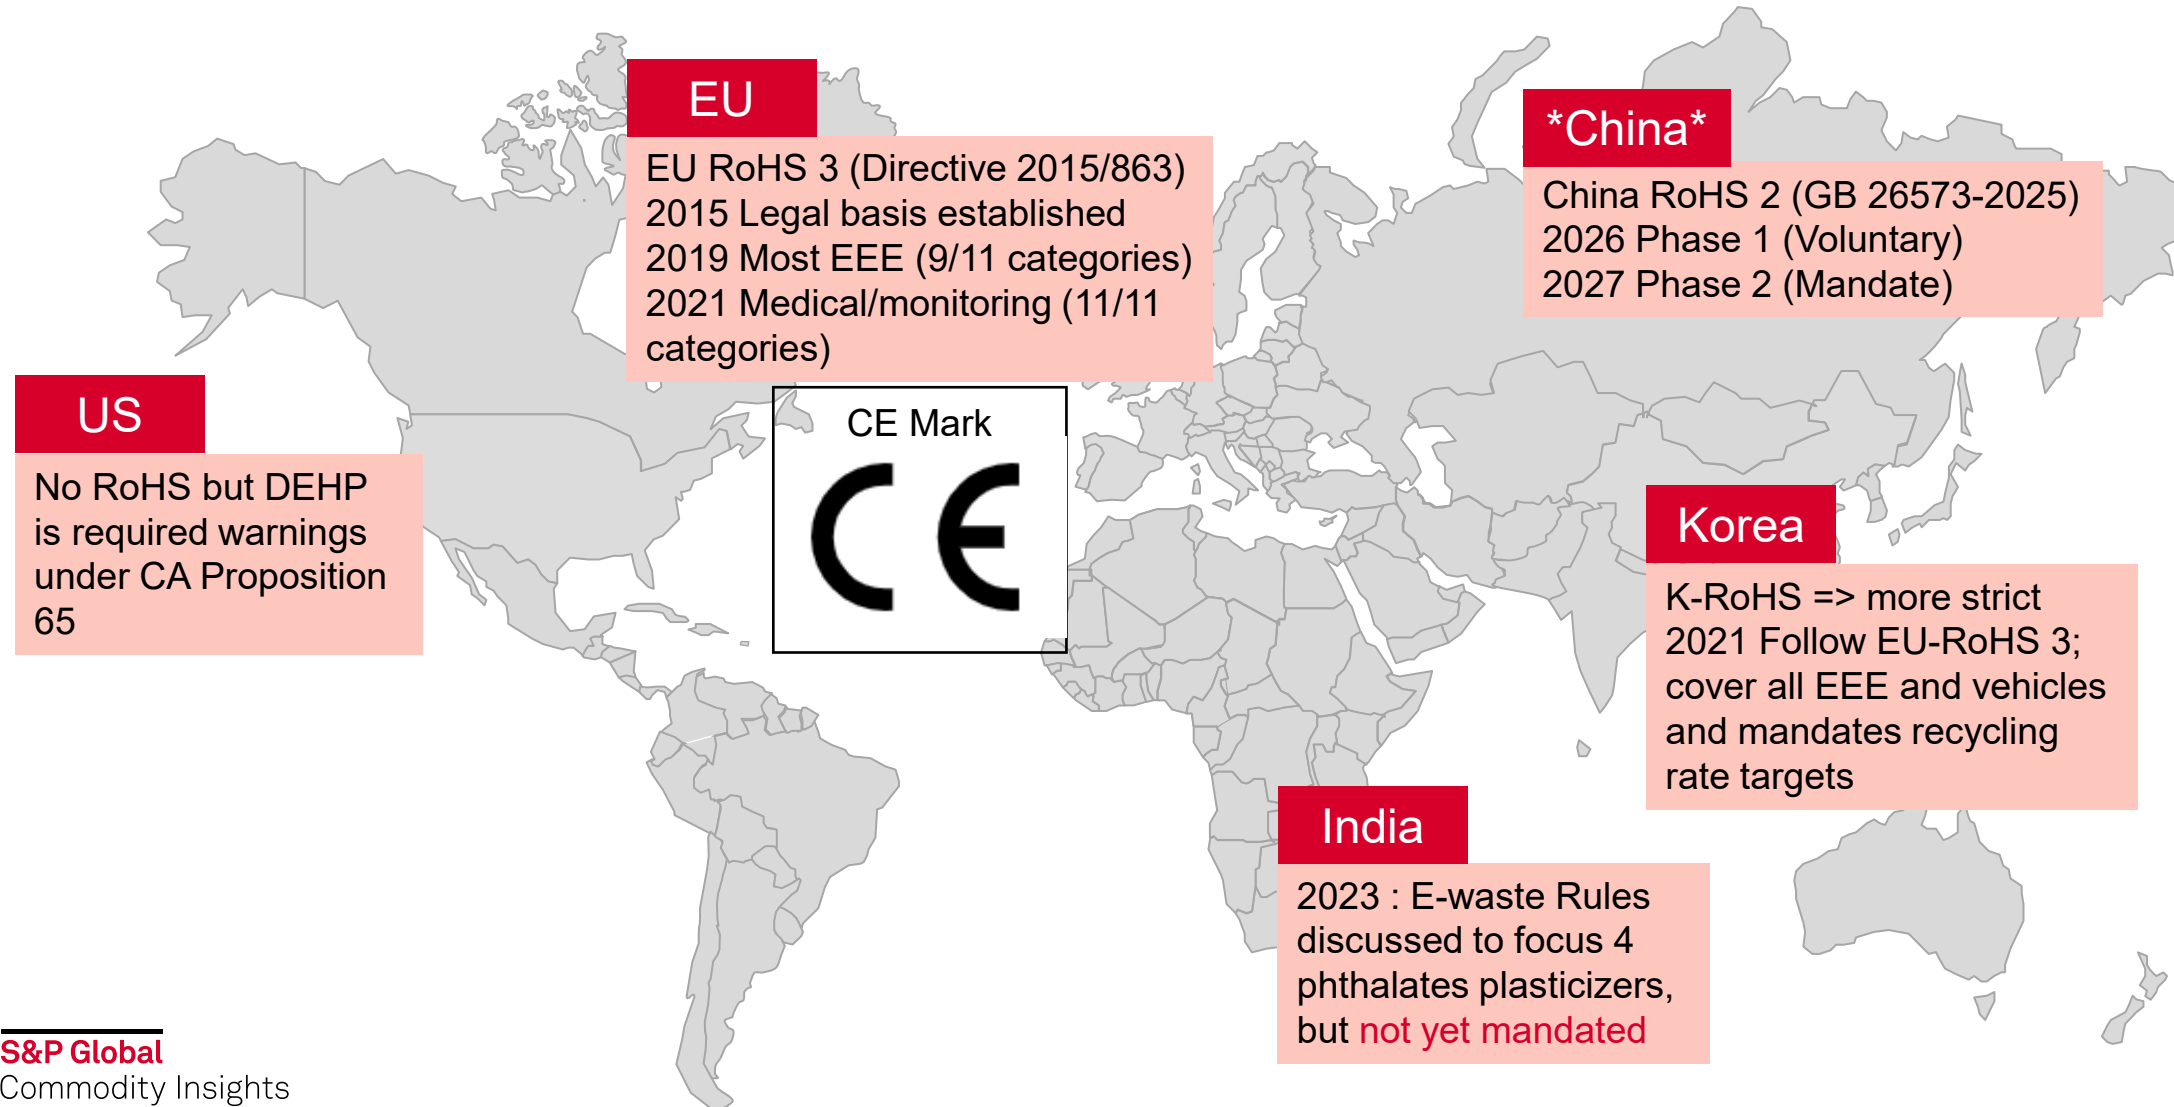 EU
EU RoHS 3 (Directive 2015/863)
2015 Legal basis established
2019 Most EEE (9/11 categories)
2021 Medical/monitoring (11/11
categories)
*China*
China RoHS 2 (GB 26573-2025)
2026 Phase 1 (Voluntary)
2027 Phase 2 (Mandate)
US
No RoHS but DEHP
is required warnings
under CA Proposition
65
CE Mark
CE
Korea
K-RoHS => more strict
2021 Follow EU-RoHS 3;
cover all EEE and vehicles
and mandates recycling
rate targets
India
2023 : E-waste Rules
discussed to focus 4
phthalates plasticizers,
but not yet mandated
S&P Global
Commodity Insights